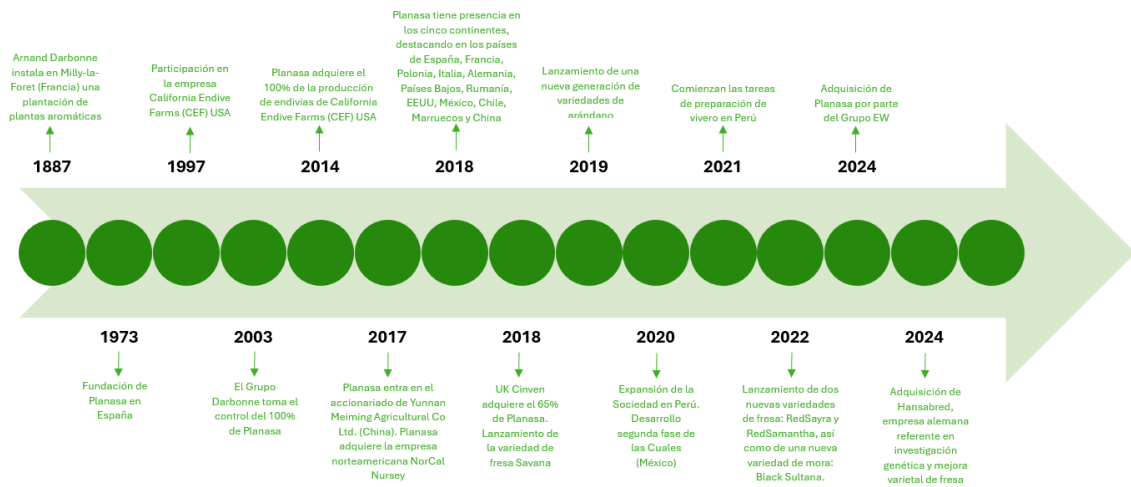 Arnand Darbonne
instala en Milly-la-
Foret (Francia) una
plantación de
plantas aromáticas
1887
Participación en
la empresa
California Endive
Farms (CEF) USA
1997
Planasa adquiere el
100% de la producción
de endivias de California
Endive Farms (CEF) USA
2014
Planasa tiene presencia en
los cinco continentes,
destacando en los países
de España, Francia,
Polonia, Italia, Alemania,
Países Bajos, Rumanía,
EEUU, México, Chile,
Marruecos y China
2018
Lanzamiento de una
nueva generación de
variedades de
arándano
2019
Comienzan las tareas
de preparación de
vivero en Perú
2021
Adquisición de
Planasa por parte
del Grupo EW
2024
1973
Fundación de
Planasa en
España
2003
El Grupo
Darbonne toma el
control del 100%
de Planasa
2017
Planasa entra en el
accionariado de Yunnan
Meiming Agricultural Co
Ltd. (China). Planasa
adquiere la empresa
norteamericana NorCal
Nursey
2018
UK Cinven
adquiere el 65%
de Planasa.
Lanzamiento de
la variedad de
fresa Savana
2020
Expansión de la
Sociedad en Perú.
Desarrollo
segunda fase de
las Cuales
(México)
2022
Lanzamiento de dos
nuevas variedades de
fresa: RedSayra y
RedSamantha, así
como de una nueva
variedad de mora:
Black Sultana.
2024
Adquisición de
Hansabred,
empresa alemana
referente en
investigación
genética y mejora
varietal de fresa